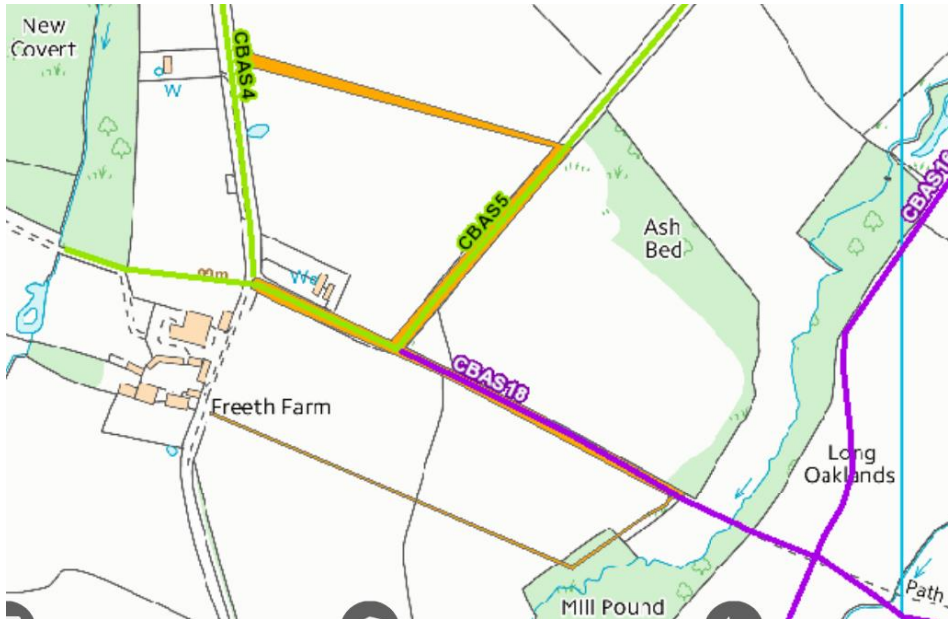 New
Covert
CBAS4
W
CBAS5
Ash
Bed
CBAS18
Freeth Farm
Long
Oaklands
Path
Mill Pound